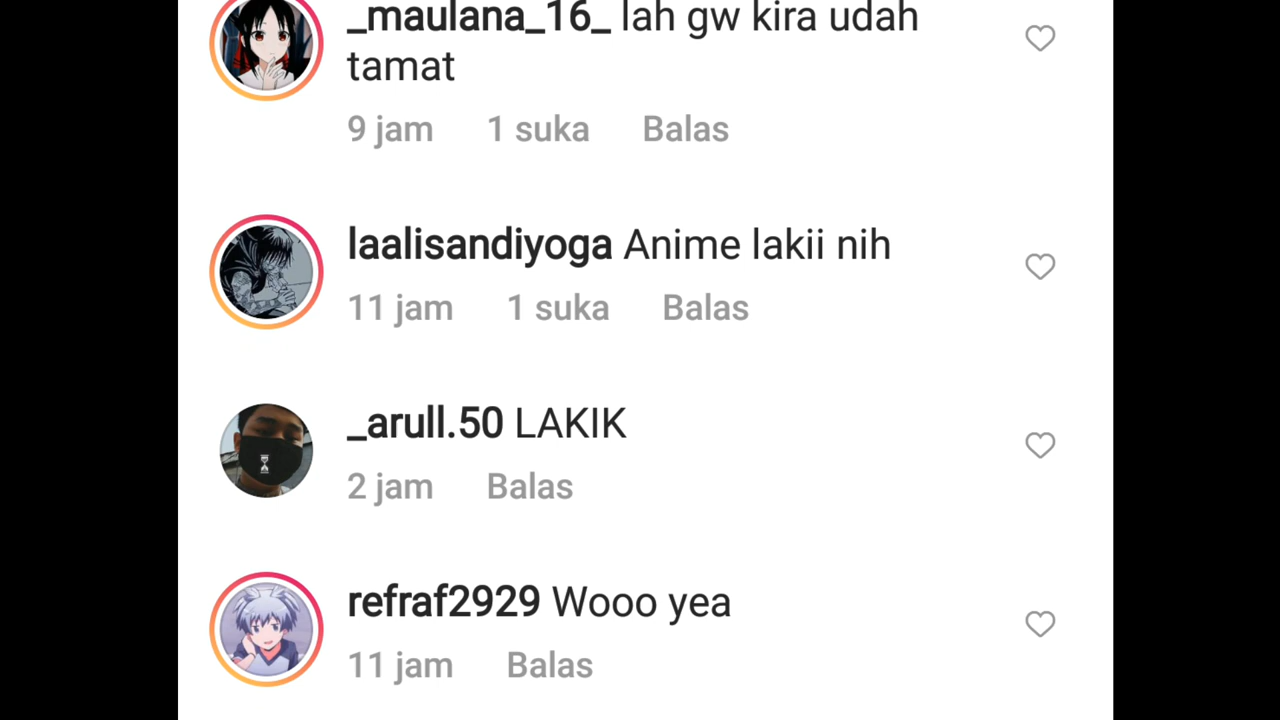 _maulana_16_ lah gw kira udah
tamat
9 jam 1 suka Balas
laalisandiyoga Anime lakii nih
11 jam 1 suka Balas
_arull.50 LAKIK
2 jam Balas
refraf2929 Wooo yea
11 jam Balas